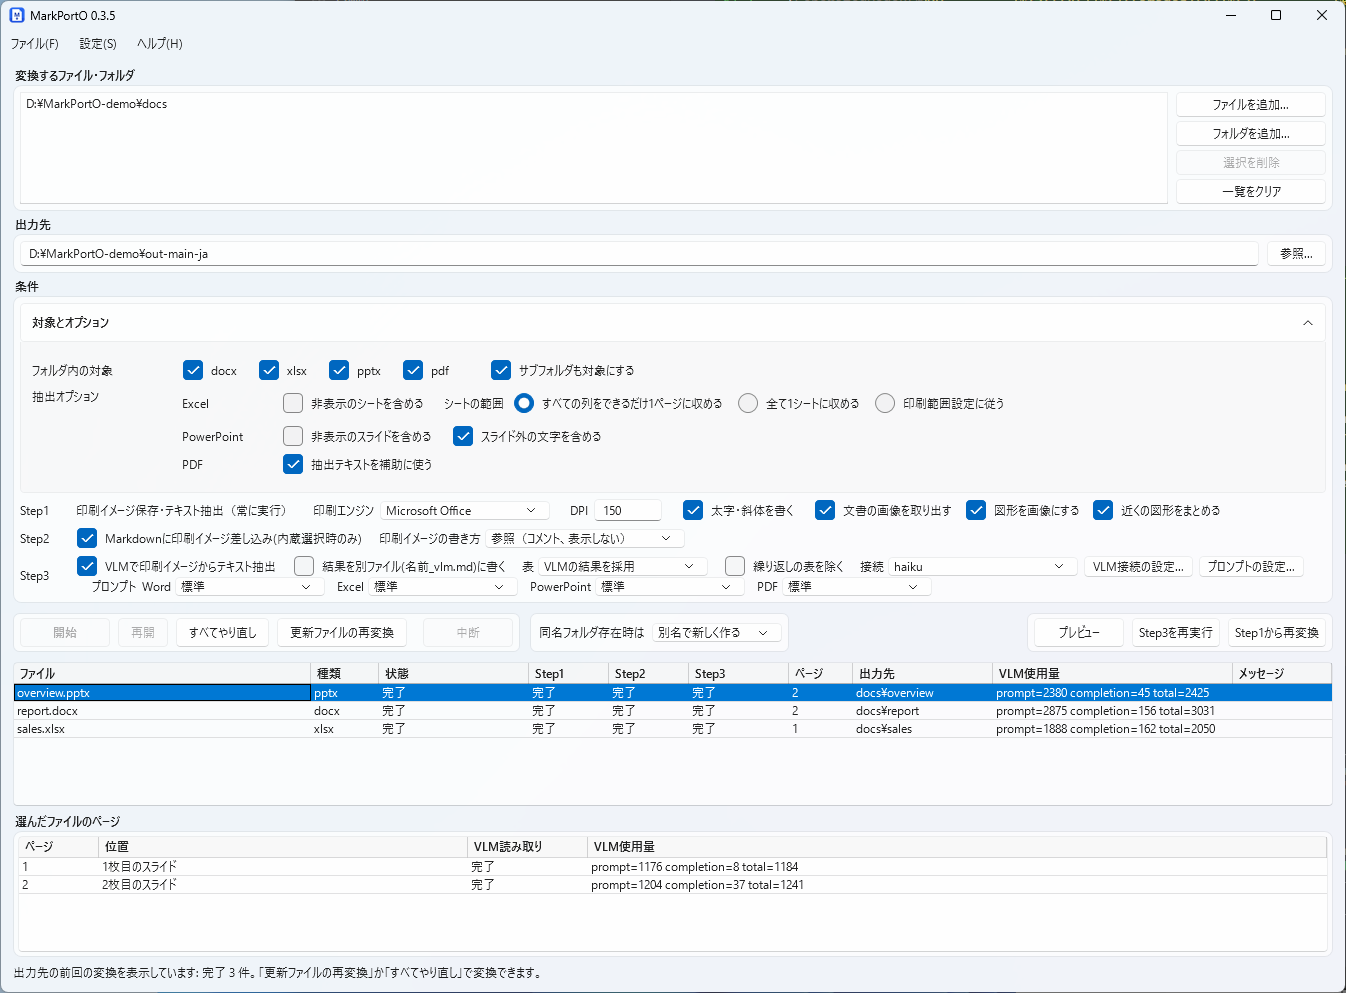 MarkPortO 0.3.5
ファイル(F) 設定(S) ヘルプ(H)
変換するファイル・フォルダ
D:¥MarkPortO-demo¥docs
ファイルを追加...
フォルダを追加...
選択を削除
一覧をクリア
出力先
D:¥MarkPortO-demo¥out-main-ja 参照...
条件
対象とオプション
フォルダ内の対象 docx xlsx pptx pdf サブフォルダも対象にする
抽出オプション
Excel 非表示のシートを含める シートの範囲 すべての列をできるだけ1ページに収める 全て1シートに収める 印刷範囲設定に従う
PowerPoint 非表示のスライドを含める スライド外の文字を含める
PDF 抽出テキストを補助に使う
Step1 印刷イメージ保存・テキスト抽出（常に実行） 印刷エンジン Microsoft Office DPI 150 太字・斜体を書く 文書の画像を取り出す 図形を画像にする 近くの図形をまとめる
Step2 Markdownに印刷イメージ差し込み(内蔵選択時のみ) 印刷イメージの書き方 参照（コメント、表示しない）
Step3 VLMで印刷イメージからテキスト抽出 結果を別ファイル(名前_vlm.md)に書く 表 VLMの結果を採用 繰り返しの表を除く 接続 haiku VLM接続の設定... プロンプトの設定...
プロンプト Word 標準 Excel 標準 PowerPoint 標準 PDF 標準
開始 再開 すべてやり直し 更新ファイルの再変換 中断 同名フォルダ存在時は 別名で新しく作る プレビュー Step3を再実行 Step1から再変換
ファイル 種類 状態 Step1 Step2 Step3 ページ 出力先 VLM使用量 メッセージ
overview.pptx pptx 完了 完了 完了 完了 2 docs¥overview prompt=2380 completion=45 total=2425
report.docx docx 完了 完了 完了 完了 2 docs¥report prompt=2875 completion=156 total=3031
sales.xlsx xlsx 完了 完了 完了 完了 1 docs¥sales prompt=1888 completion=162 total=2050
選んだファイルのページ
ページ 位置 VLM読み取り VLM使用量
1 1枚目のスライド 完了 prompt=1176 completion=8 total=1184
2 2枚目のスライド 完了 prompt=1204 completion=37 total=1241
出力先の前回の変換を表示しています: 完了 3 件。「更新ファイルの再変換」か「すべてやり直し」で変換できます。